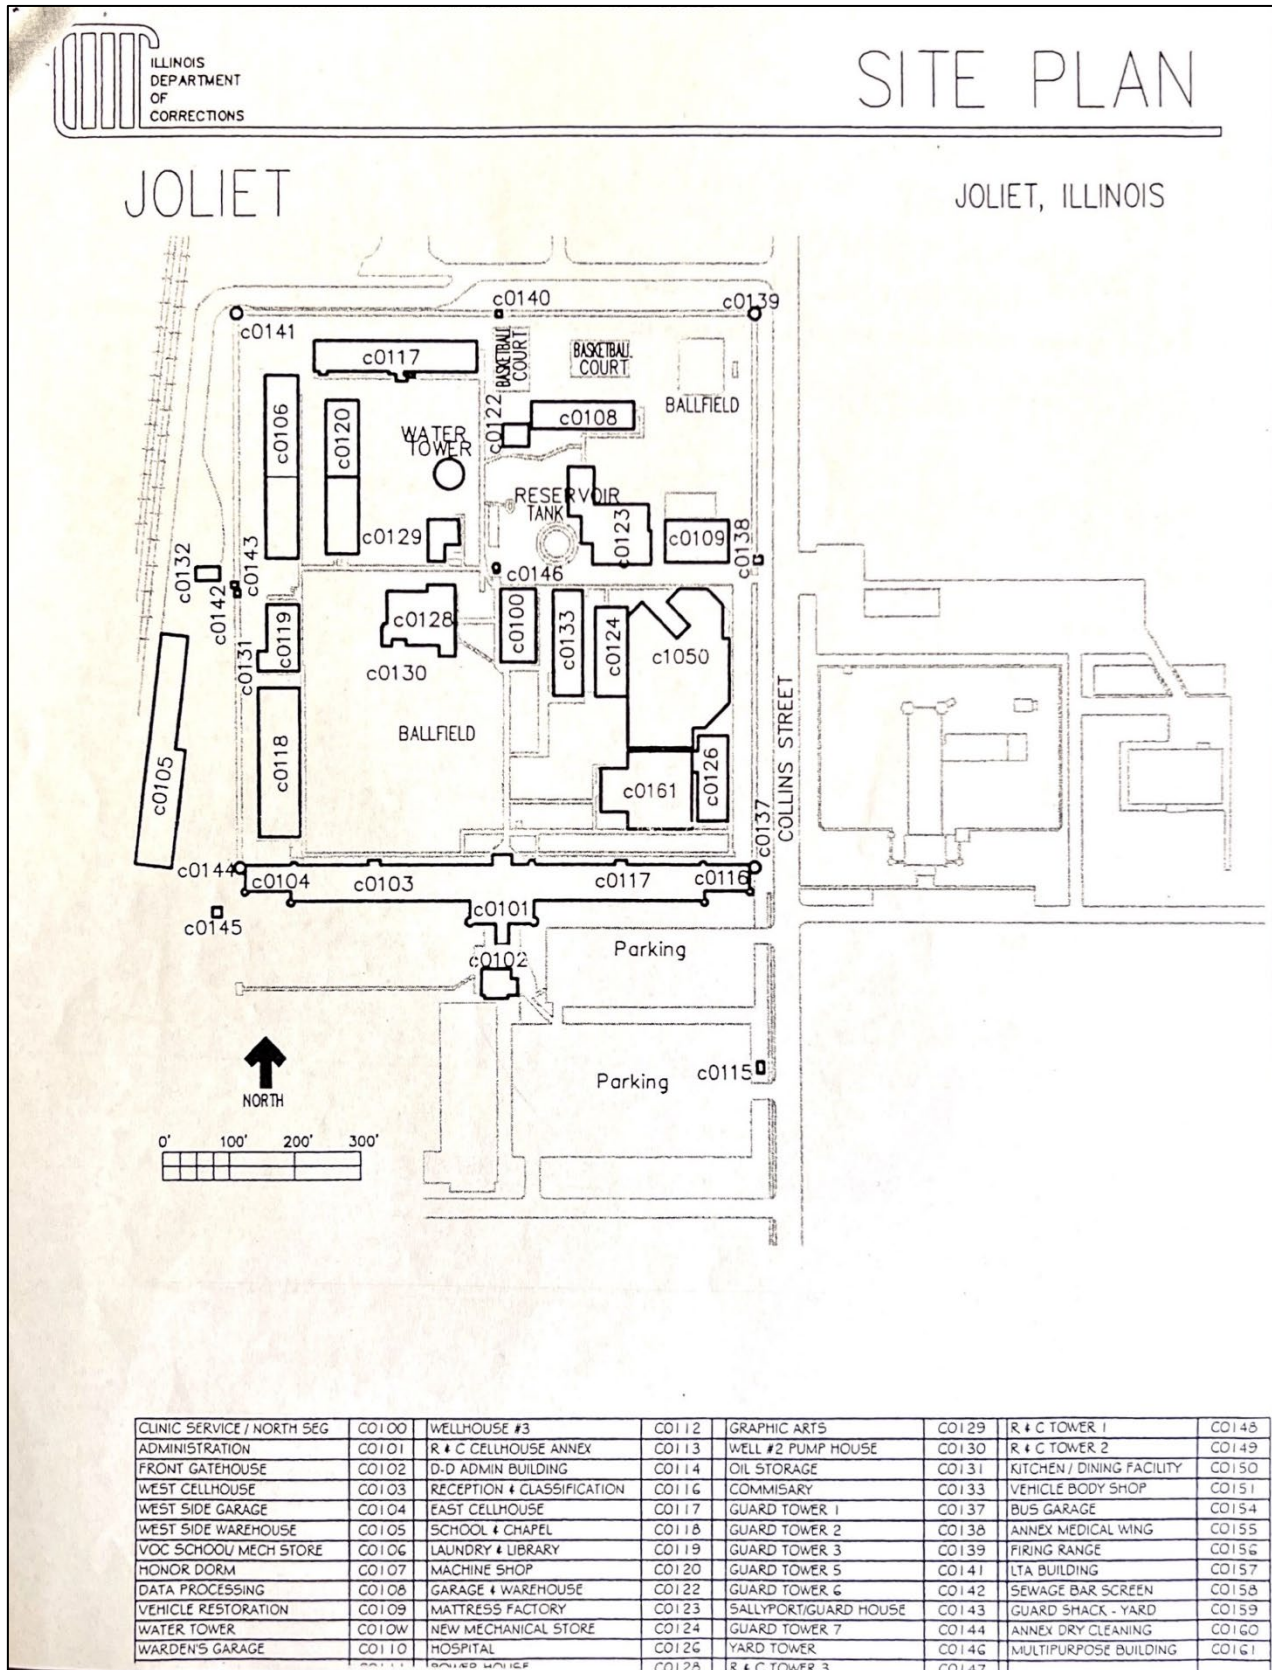 ILLINOIS
DEPARTMENT
OF
CORRECTIONS
SITE PLAN
JOLIET
JOLIET, ILLINOIS
c0141
c0140
c0139
c0117
BASKETBALL
COURT
BASKETBALL
COURT
BALLFIELD
c0106
c0120
WATER
TOWER
c0122
c0108
RESERVOIR
TANK
c0123
c0129
c0109
c0138
c0132
c0143
c0142
c0146
c0119
c0131
c0128
c0130
c0100
c0133
c0124
c1050
BALLFIELD
c0118
c0105
c0161
c0126
COLLINS STREET
c0137
c0144
c0104
c0103
c0117
c0116
c0101
c0145
c0102
Parking
Parking
c0115
NORTH
0' 100' 200' 300'
CLINIC SERVICE / NORTH SEG C0100 WELLHOUSE #3 C0112 GRAPHIC ARTS C0129 R & C TOWER 1 C0148
ADMINISTRATION C0101 R & C CELLHOUSE ANNEX C0113 WELL #2 PUMP HOUSE C0130 R & C TOWER 2 C0149
FRONT GATEHOUSE C0102 D-D ADMIN BUILDING C0114 OIL STORAGE C0131 KITCHEN / DINING FACILITY C0150
WEST CELLHOUSE C0103 RECEPTION & CLASSIFICATION C0116 COMMISARY C0133 VEHICLE BODY SHOP C0151
WEST SIDE GARAGE C0104 EAST CELLHOUSE C0117 GUARD TOWER 1 C0137 BUS GARAGE C0154
WEST SIDE WAREHOUSE C0105 SCHOOL & CHAPEL C0118 GUARD TOWER 2 C0138 ANNEX MEDICAL WING C0155
VOC SCHOOL/ MECH STORE C0106 LAUNDRY & LIBRARY C0119 GUARD TOWER 3 C0139 FIRING RANGE C0156
HONOR DORM C0107 MACHINE SHOP C0120 GUARD TOWER 5 C0141 LTA BUILDING C0157
DATA PROCESSING C0108 GARAGE & WAREHOUSE C0122 GUARD TOWER 6 C0142 SEWAGE BAR SCREEN C0158
VEHICLE RESTORATION C0109 MATTRESS FACTORY C0123 SALLYPORT/GUARD HOUSE C0143 GUARD SHACK - YARD C0159
WATER TOWER C010W NEW MECHANICAL STORE C0124 GUARD TOWER 7 C0144 ANNEX DRY CLEANING C0160
WARDEN'S GARAGE C0110 HOSPITAL C0126 YARD TOWER C0146 MULTIPURPOSE BUILDING C0161
POWER HOUSE C0128 R & C TOWER 3 C0147